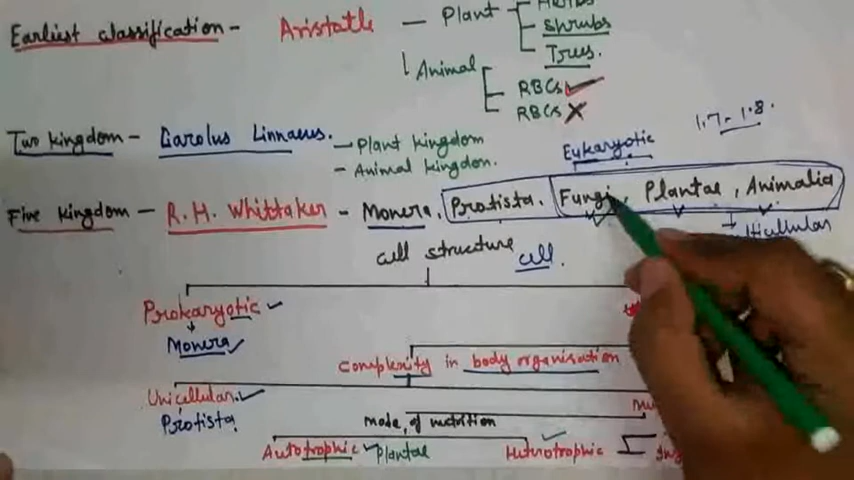 Earliest classification - Aristatle - Plant - Herbs
Shrubs
Trees.
Animal
RBCs ✓
RBCs ✗
1.7 - 1.8.
Two kingdom - Carolus Linnaeus. - Plant kingdom
- Animal kingdom.
Eukaryotic
Five kingdom - R.H. Whittaker - Monera, Protista, Fungi, Plantae, Animalia
cell structure cell.
Prokaryotic ✓
Monera ✓
Complexity in body organisation
Unicellular ✓
Protista.
Mode of nutrition
Autotrophic ✓ Plantae
Heterotrophic ✓